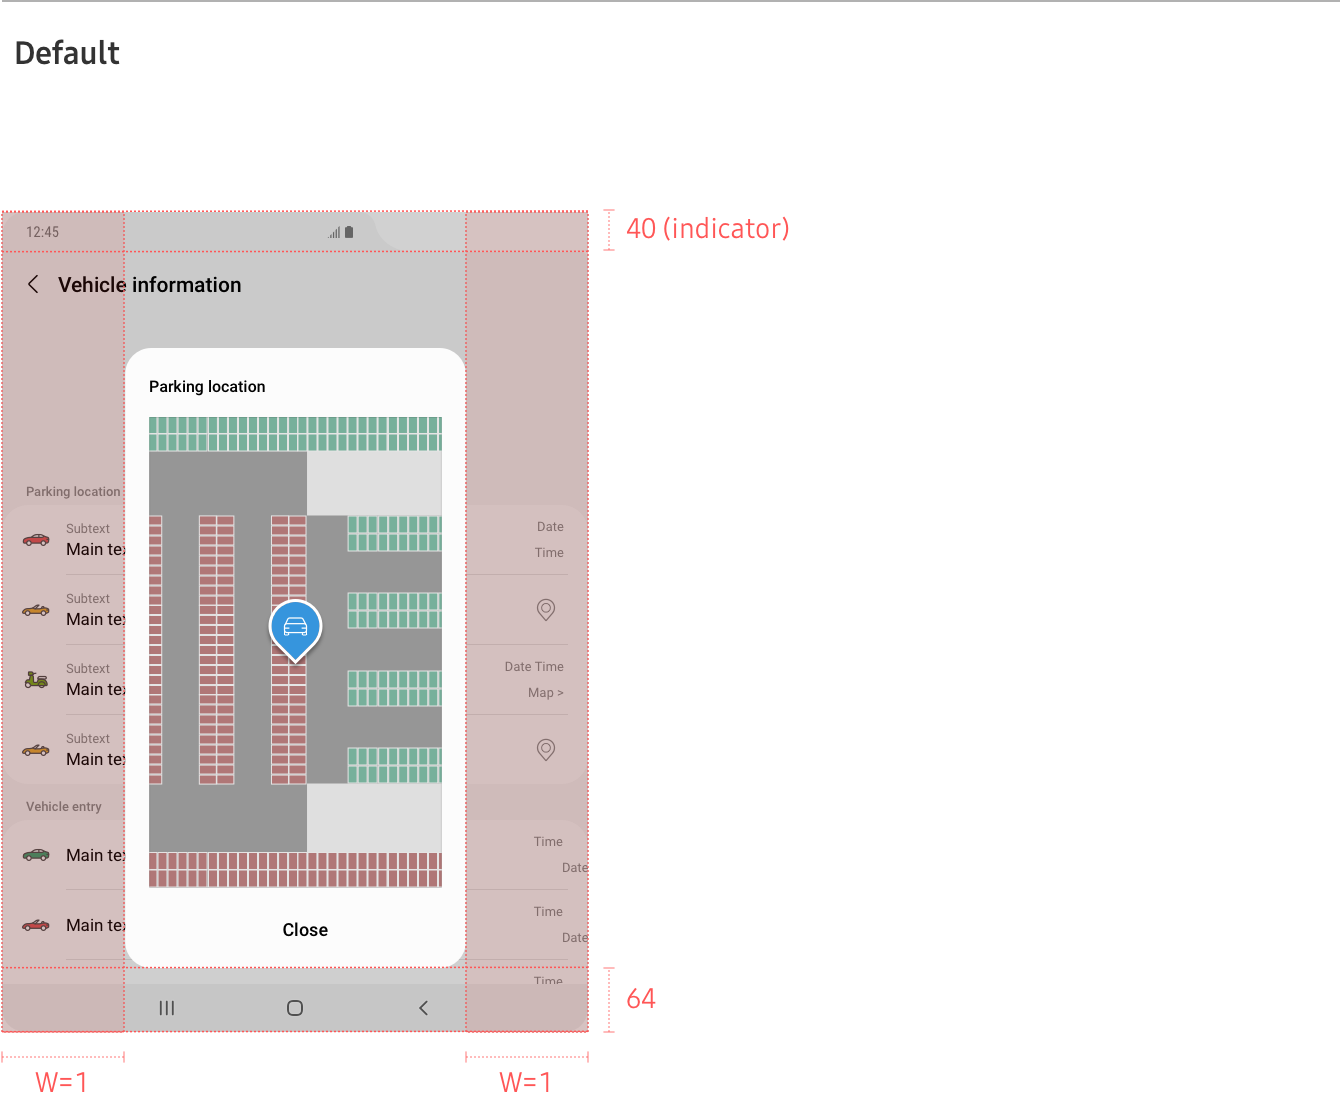 Default
40 (indicator)
12:45
Vehicle information
Parking location
Parking location
Subtext
Main te
Date
Time
Subtext
Main te
Subtext
Main te
Date Time
Map >
Subtext
Main te
Vehicle entry
Main te
Time
Date
Main te
Time
Date
Close
Time
64
W=1
W=1